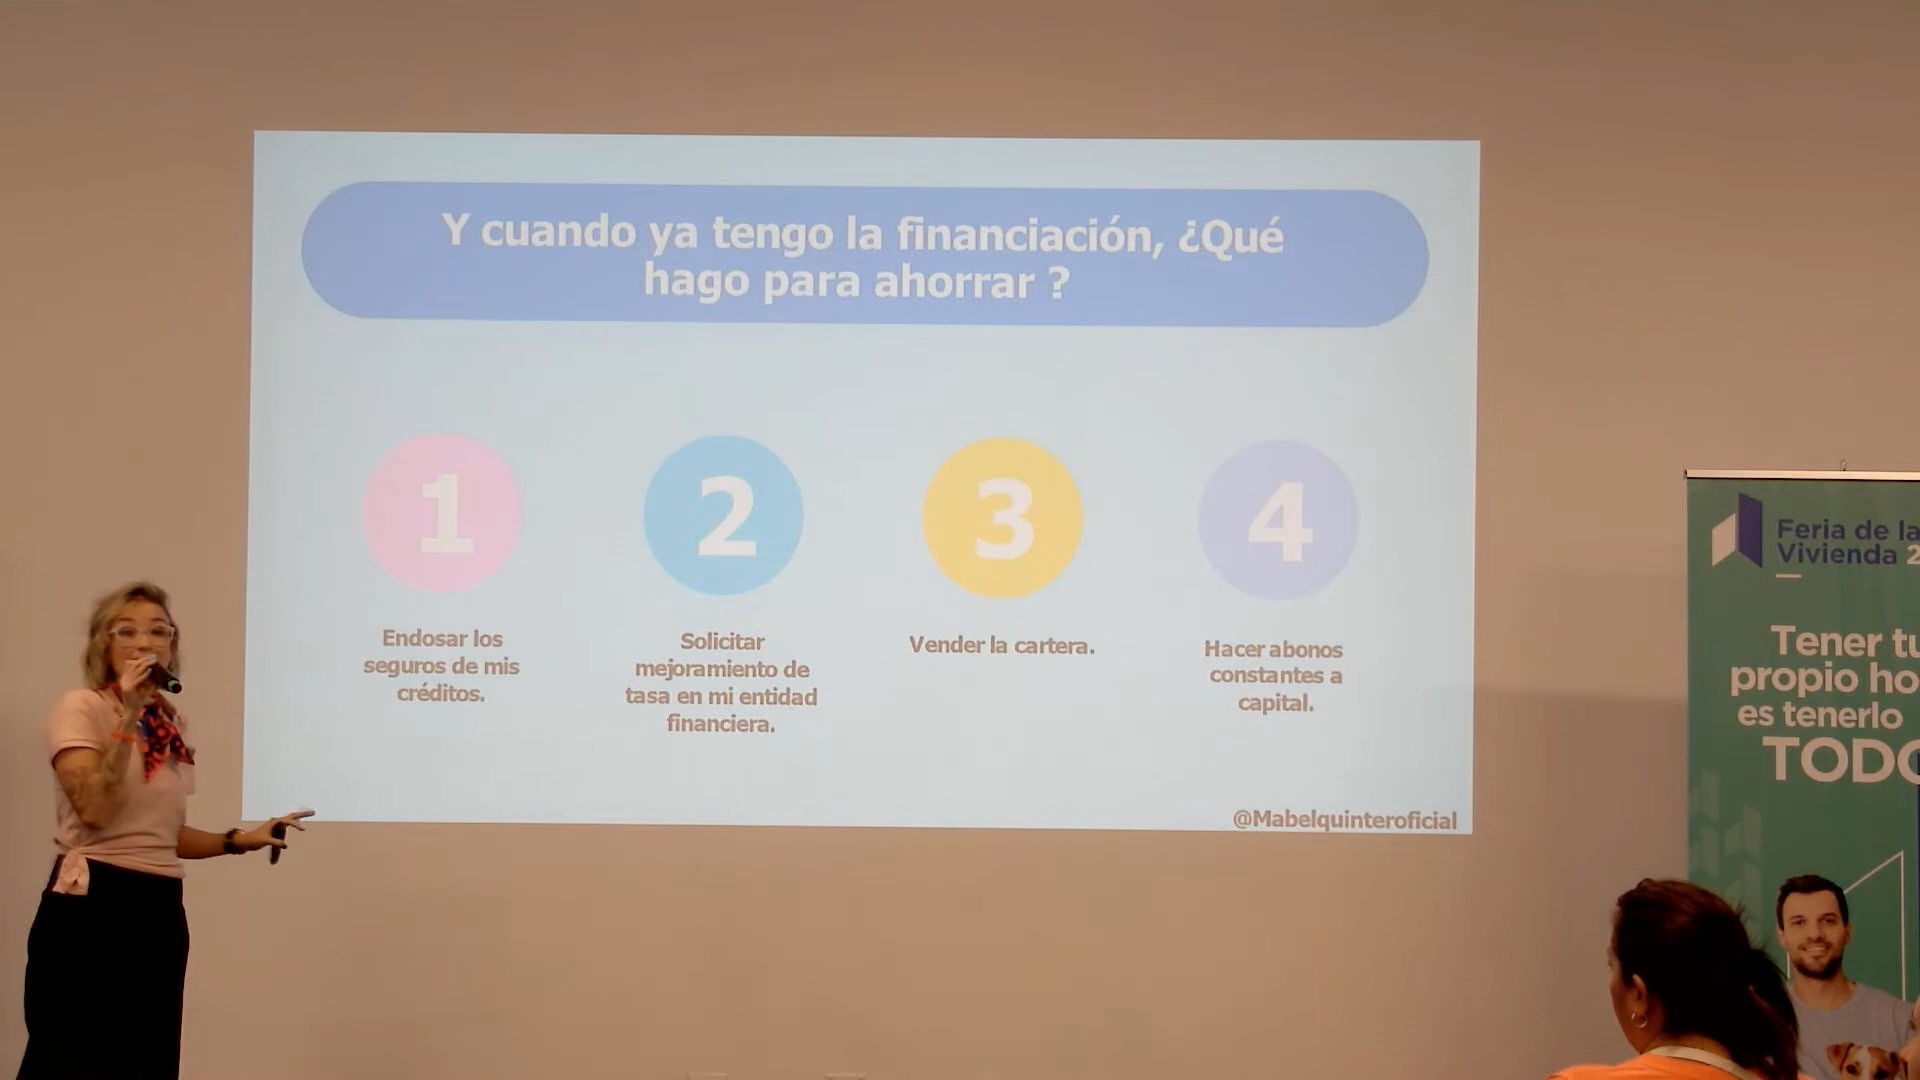 Y cuando ya tengo la financiación, ¿Qué
hago para ahorrar ?
1
Endosar los
seguros de mis
créditos.
2
Solicitar
mejoramiento de
tasa en mi entidad
financiera.
3
Vender la cartera.
4
Hacer abonos
constantes a
capital.
@Mabelquinteroficial
Feria de la
Vivienda 2
Tener tu
propio ho
es tenerlo
TODO